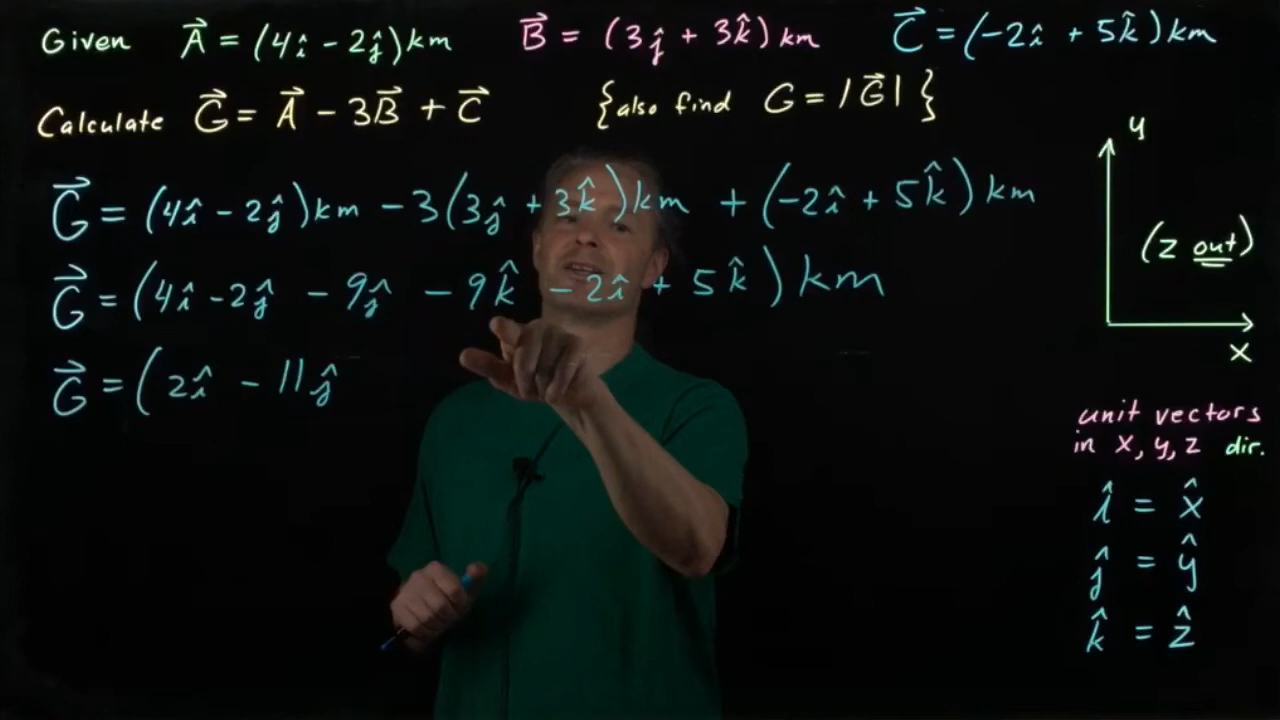 Given A⃗ = (4î - 2ĵ) km B⃗ = (3ĵ + 3k̂) km C⃗ = (-2î + 5k̂) km
Calculate G⃗ = A⃗ - 3B⃗ + C⃗ {also find G = |G⃗| }
G⃗ = (4î - 2ĵ) km - 3(3ĵ + 3k̂) km + (-2î + 5k̂) km
G⃗ = (4î - 2ĵ - 9ĵ - 9k̂ - 2î + 5k̂) km
G⃗ = (2î - 11ĵ
y
(z out)
x
unit vectors
in x, y, z dir.
î = x̂
ĵ = ŷ
k̂ = ẑ